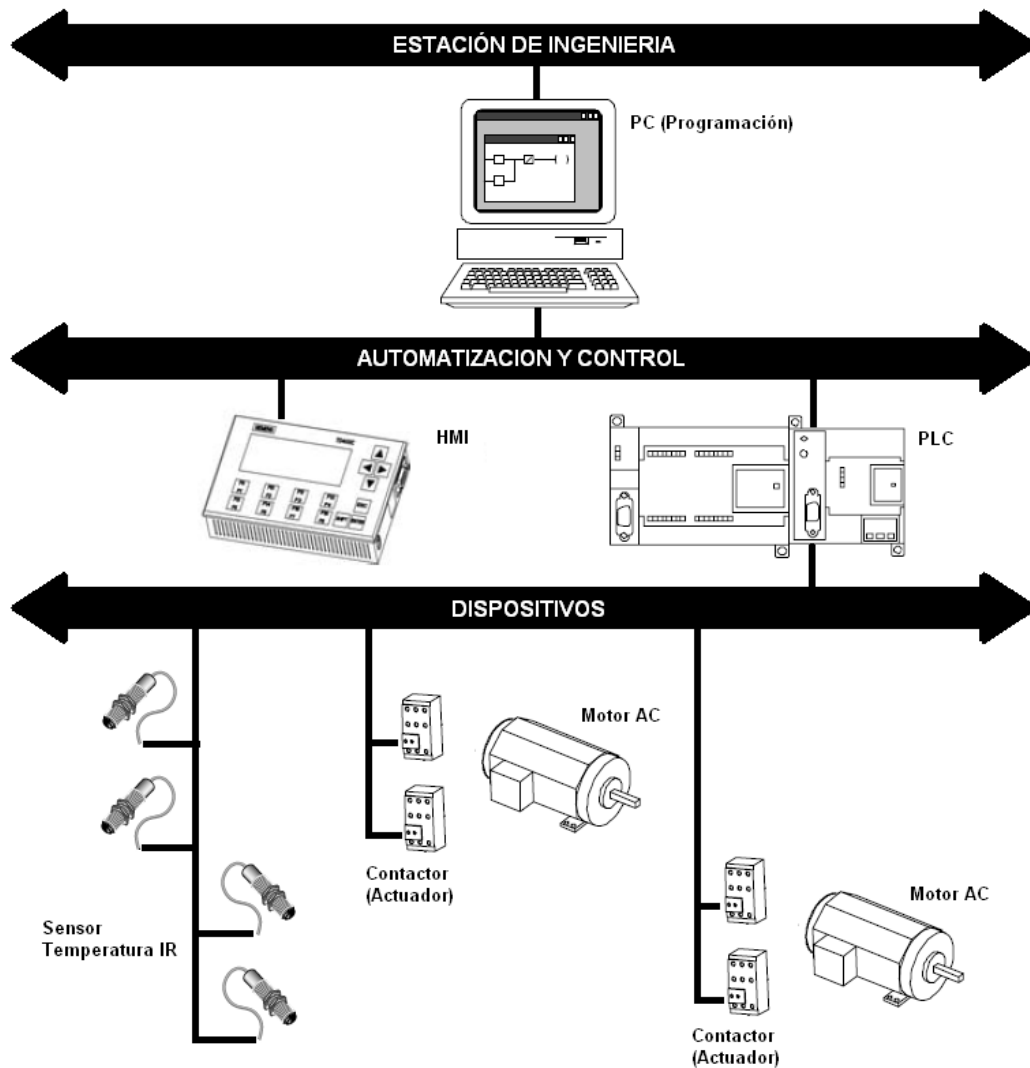 ESTACIÓN DE INGENIERIA
PC (Programación)
AUTOMATIZACION Y CONTROL
HMI
PLC
DISPOSITIVOS
Motor AC
Contactor
(Actuador)
Motor AC
Sensor
Temperatura IR
Contactor
(Actuador)